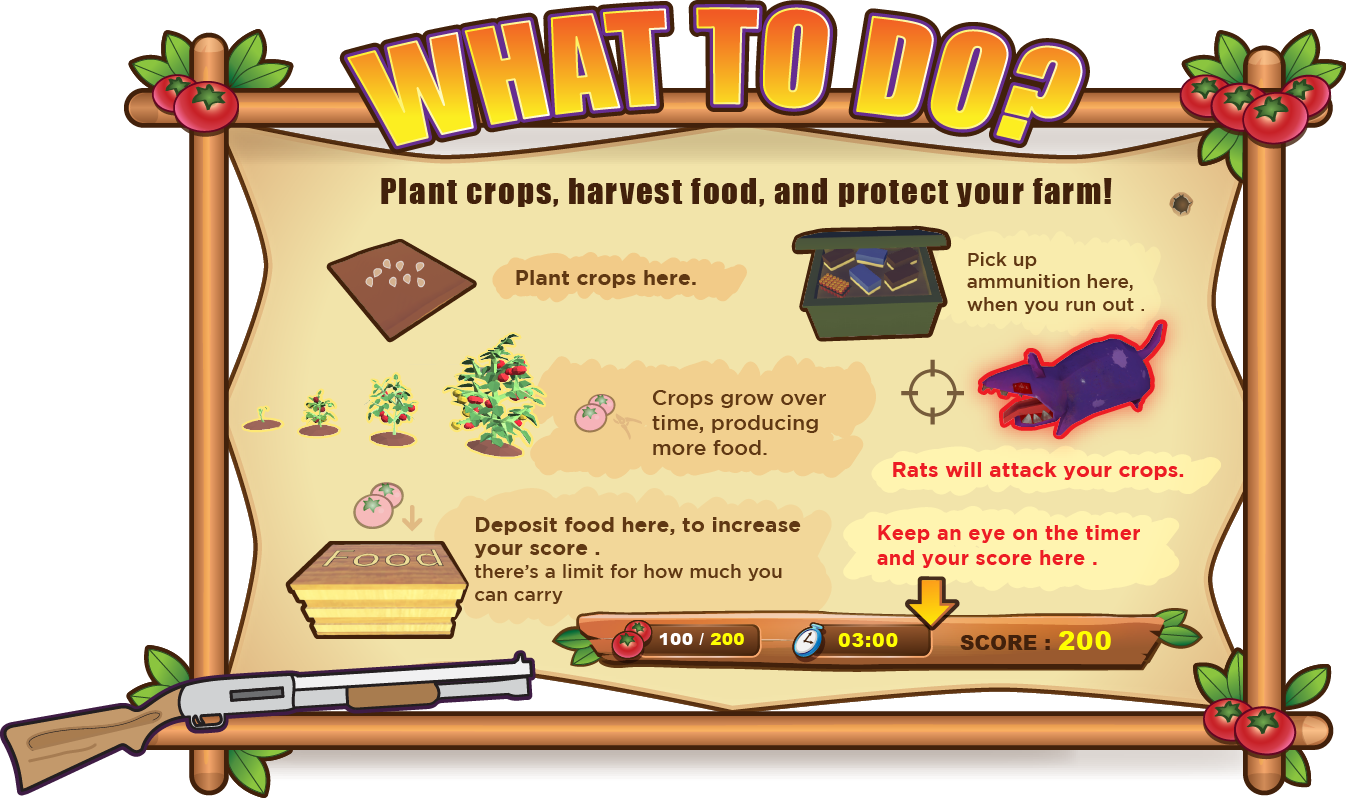 WHAT TO DO?
Plant crops, harvest food, and protect your farm!
Plant crops here.
Pick up
ammunition here,
when you run out .
Crops grow over
time, producing
more food.
Rats will attack your crops.
Deposit food here, to increase
your score .
there's a limit for how much you
can carry
Food
Keep an eye on the timer
and your score here .
100 / 200
03:00
SCORE : 200